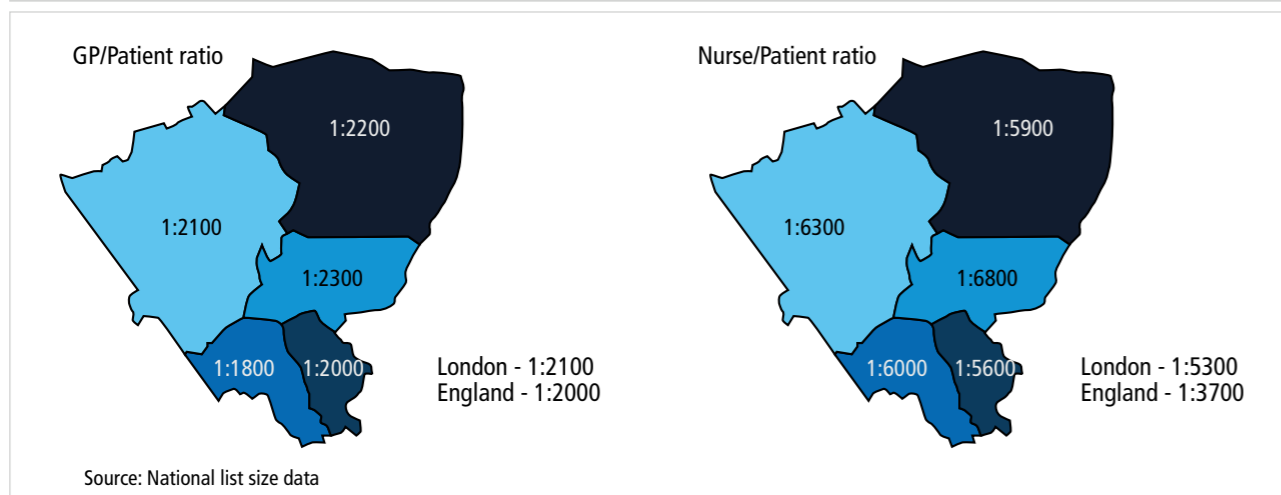 GP/Patient ratio
1:2200
1:2100
1:2300
1:1800
1:2000
London - 1:2100
England - 1:2000
Source: National list size data
Nurse/Patient ratio
1:5900
1:6300
1:6800
1:6000
1:5600
London - 1:5300
England - 1:3700